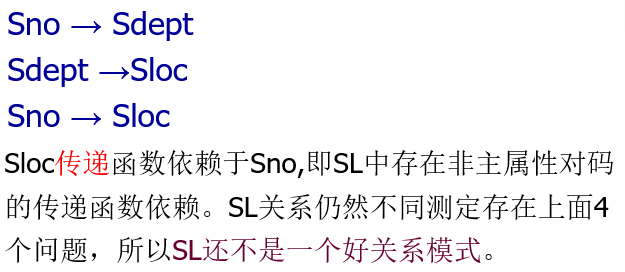 Sno → Sdept
Sdept →Sloc
Sno → Sloc
Sloc传递函数依赖于Sno,即SL中存在非主属性对码
的传递函数依赖。SL关系仍然不同测定存在上面4
个问题，所以SL还不是一个好关系模式。